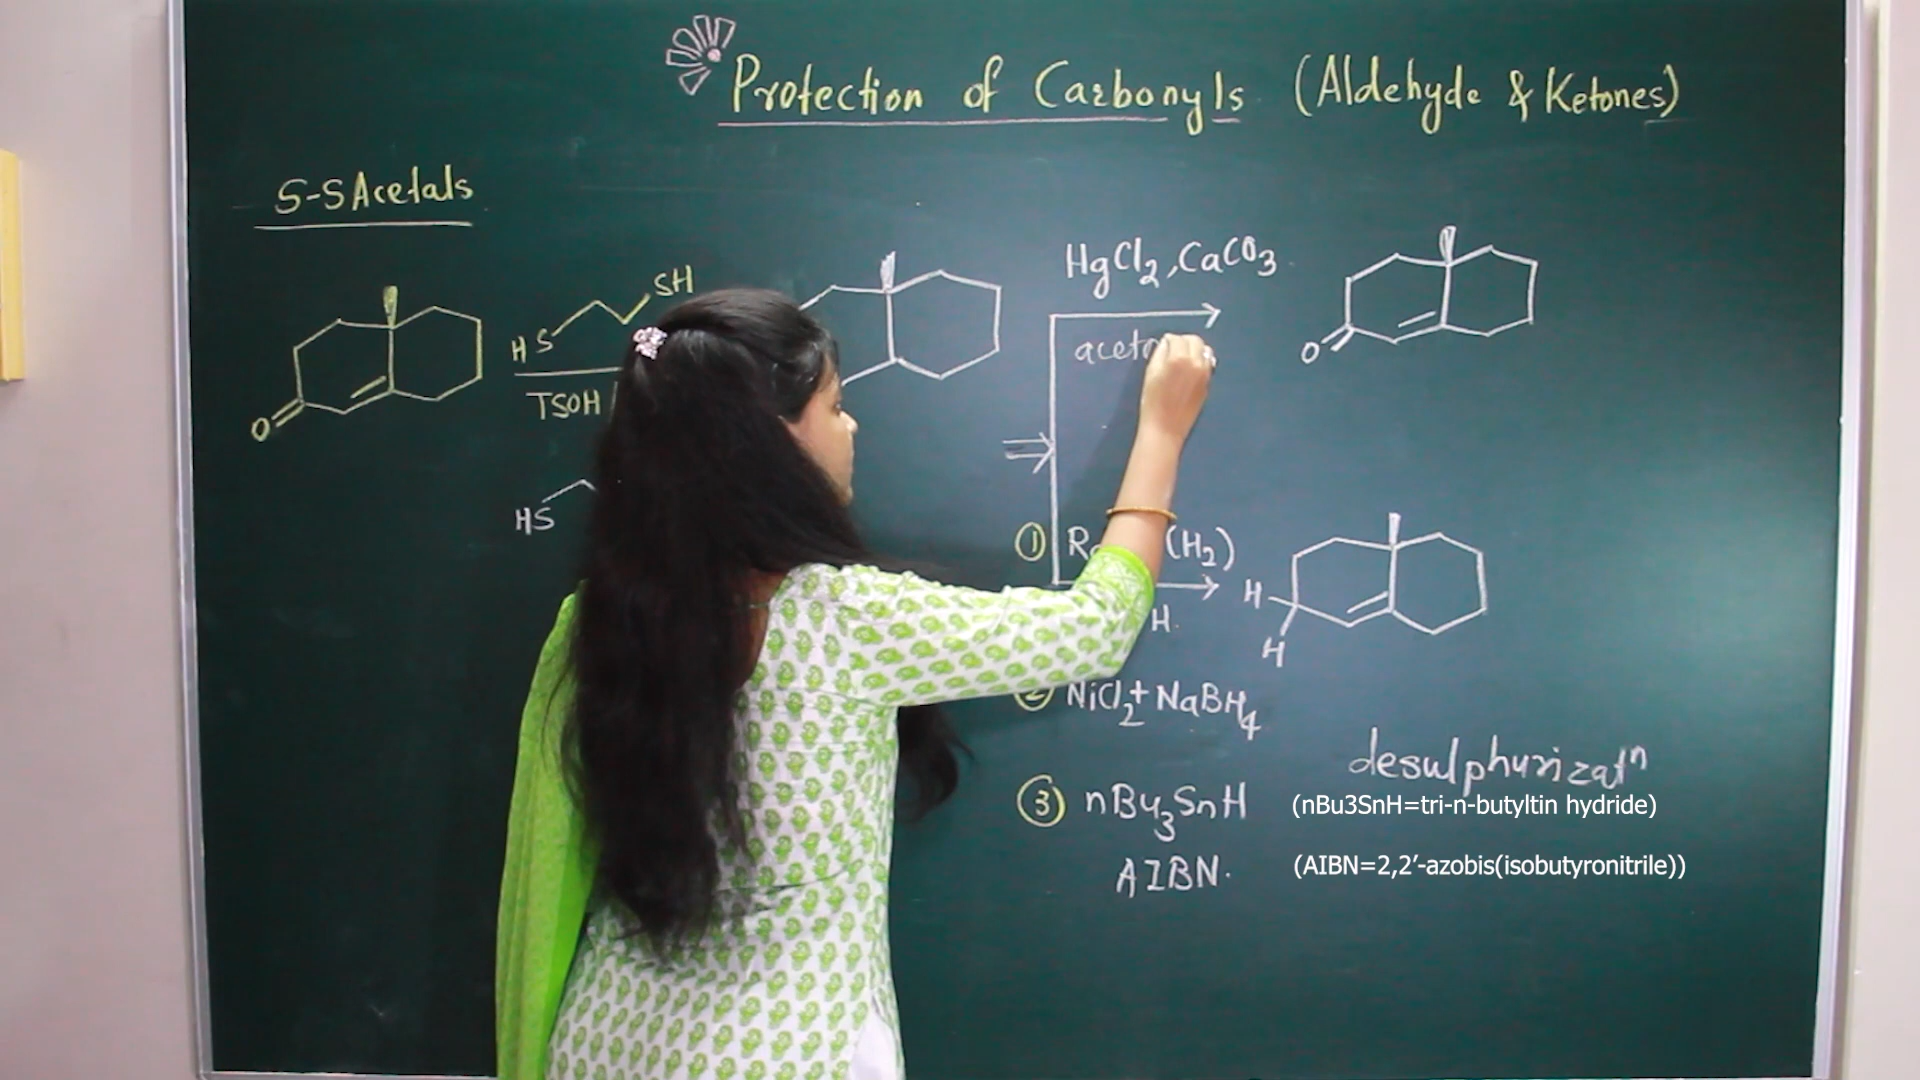 Protection of Carbonyls (Aldehyde & Ketones)
S-S Acetals
SH
HS
TSOH
O
HS
HgCl2, CaCO3
O
① (H2)
H.
H
H
② NiCl2 + NaBH4
desulphurizatn
③ nBu3SnH
(nBu3SnH=tri-n-butyltin hydride)
AIBN.
(AIBN=2,2'-azobis(isobutyronitrile))